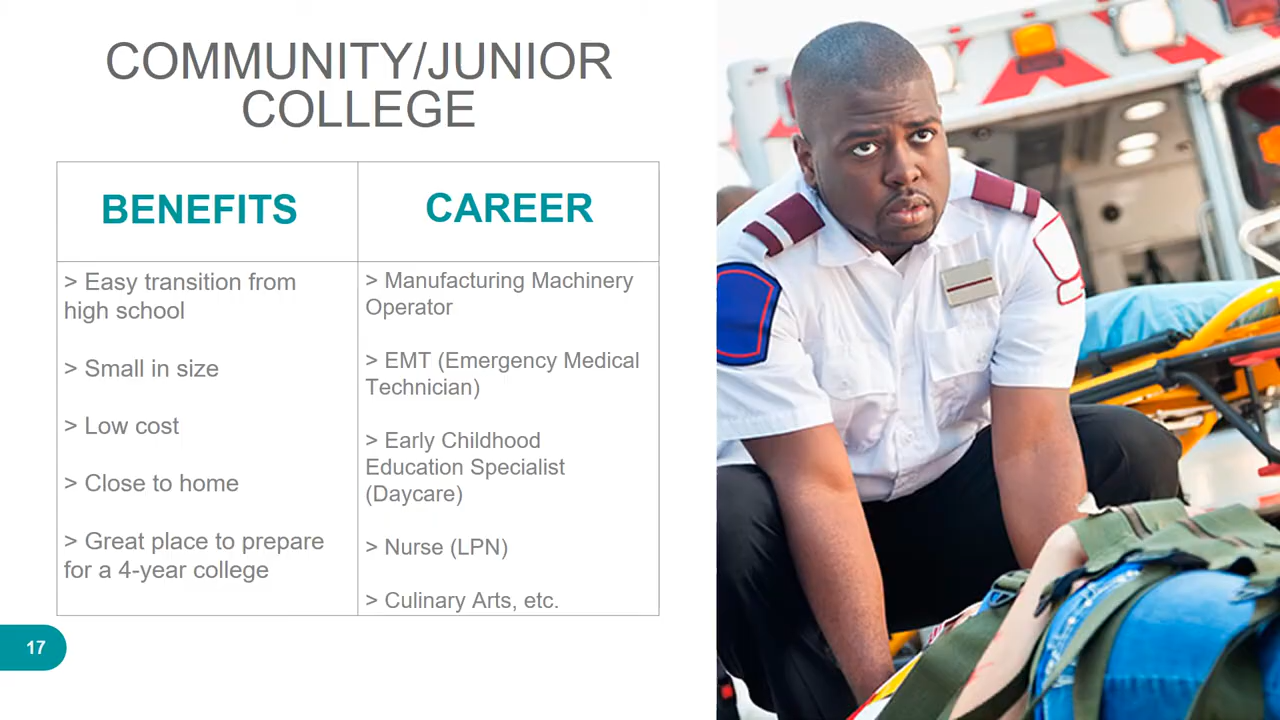 COMMUNITY/JUNIOR
COLLEGE
BENEFITS
CAREER
> Easy transition from
high school
> Small in size
> Low cost
> Close to home
> Great place to prepare
for a 4-year college
> Manufacturing Machinery
Operator
> EMT (Emergency Medical
Technician)
> Early Childhood
Education Specialist
(Daycare)
> Nurse (LPN)
> Culinary Arts, etc.
17